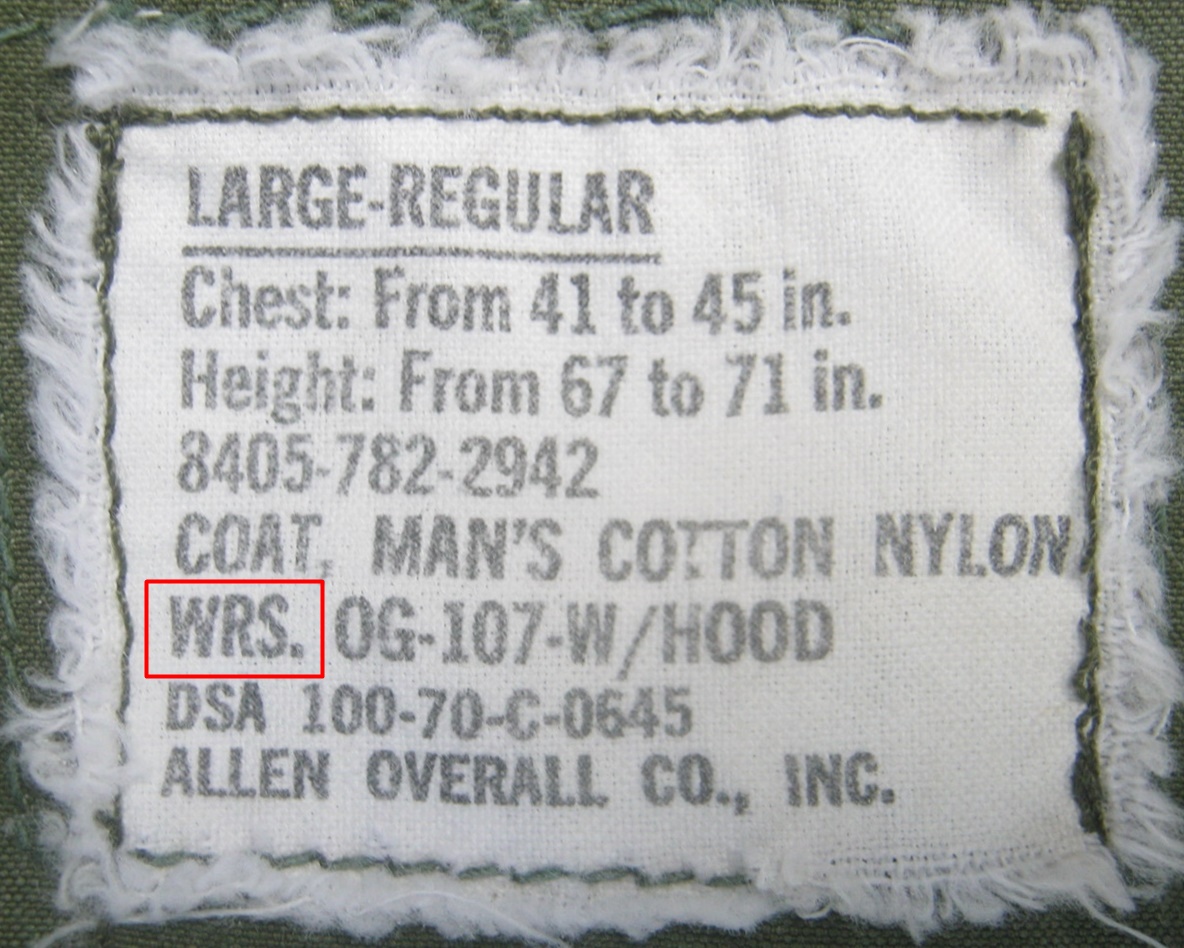 LARGE-REGULAR
Chest: From 41 to 45 in.
Height: From 67 to 71 in.
8405-782-2942
COAT, MAN'S COTTON NYLON
WRS. OG-107-W/HOOD
DSA 100-70-C-0645
ALLEN OVERALL CO., INC.